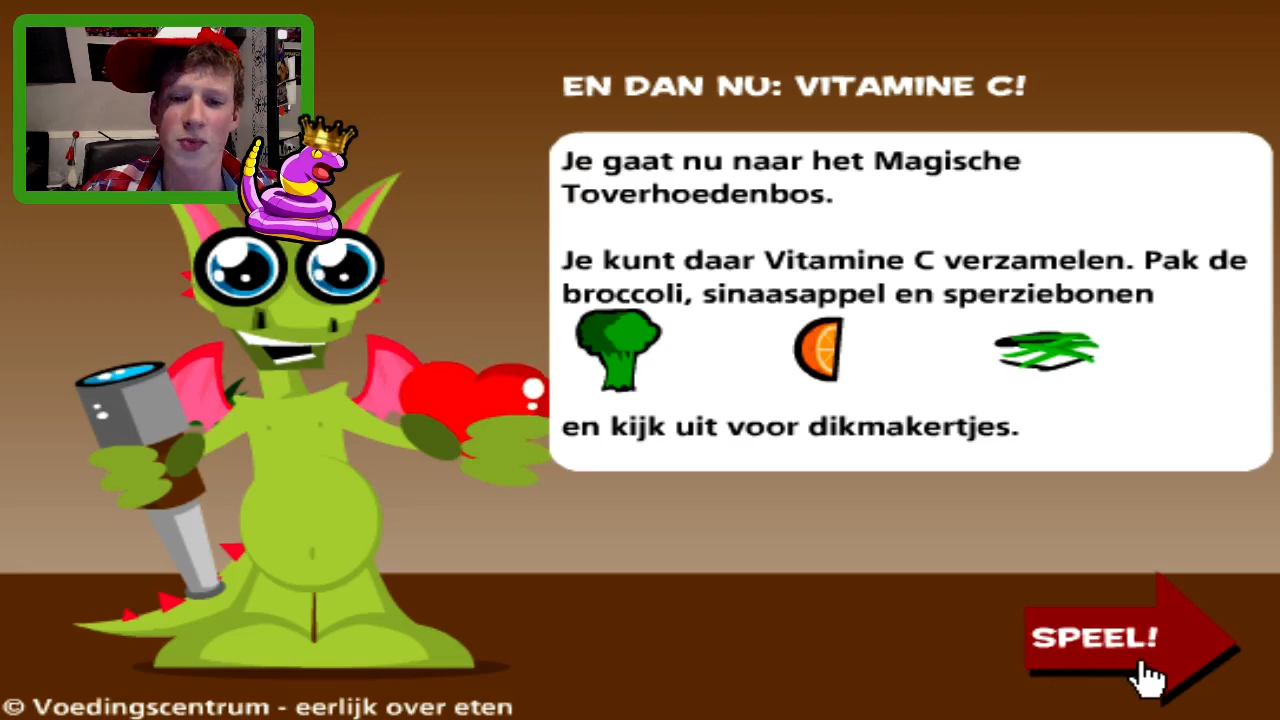 EN DAN NU: VITAMINE C!
Je gaat nu naar het Magische
Toverhoedenbos.
Je kunt daar Vitamine C verzamelen. Pak de
broccoli, sinaasappel en sperziebonen
en kijk uit voor dikmakertjes.
SPEEL!
© Voedingscentrum - eerlijk over eten